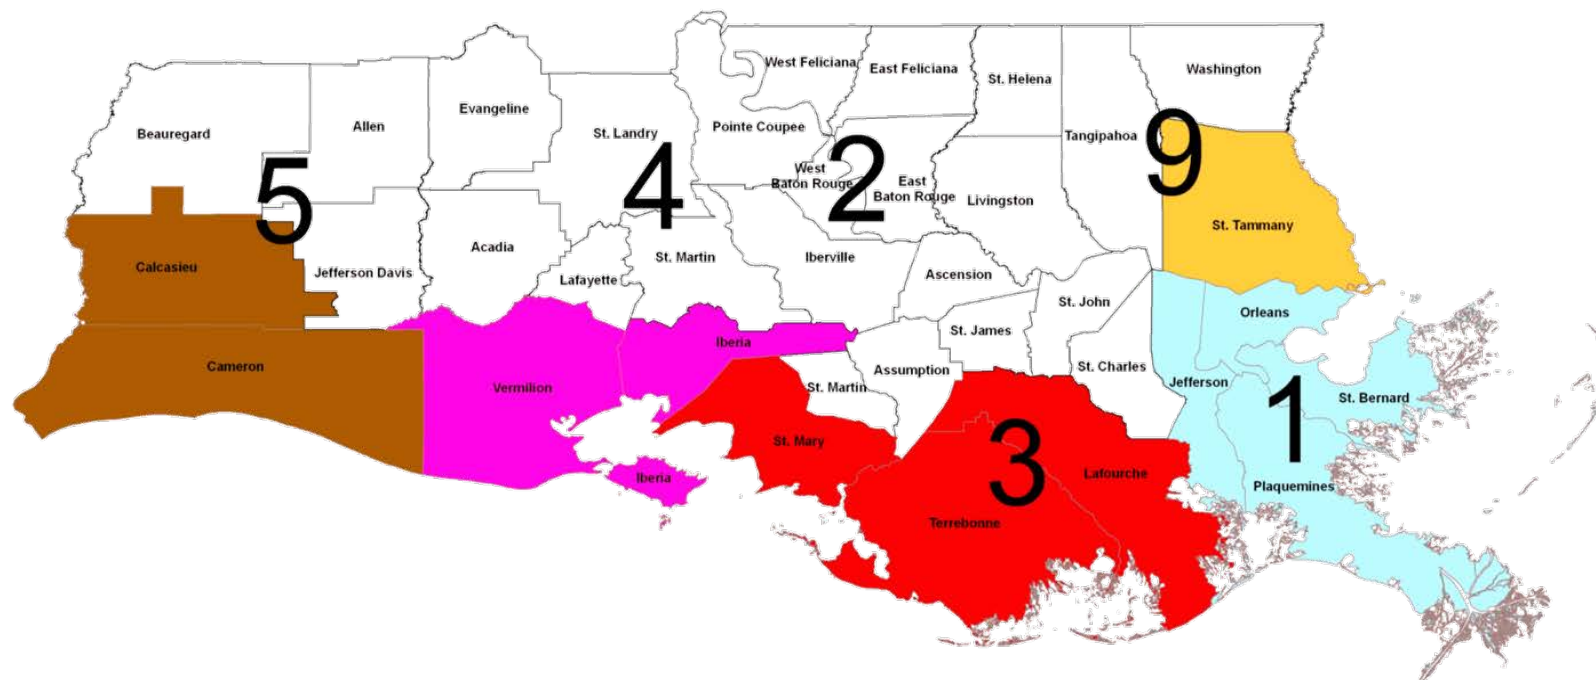 West Feliciana
East Feliciana
St. Helena
Washington
Evangeline
Beauregard
Allen
St. Landry
Pointe Coupee
Tangipahoa
9
5
4
2
West
Baton Rouge
East
Baton Rouge
Livingston
St. Tammany
Calcasieu
Jefferson Davis
Acadia
Lafayette
St. Martin
Iberville
Ascension
St. John
Orleans
St. James
Iberia
Cameron
Vermilion
St. Martin
Assumption
St. Charles
Jefferson
1
St. Bernard
St. Mary
3
Lafourche
Iberia
Plaquemines
Terrebonne